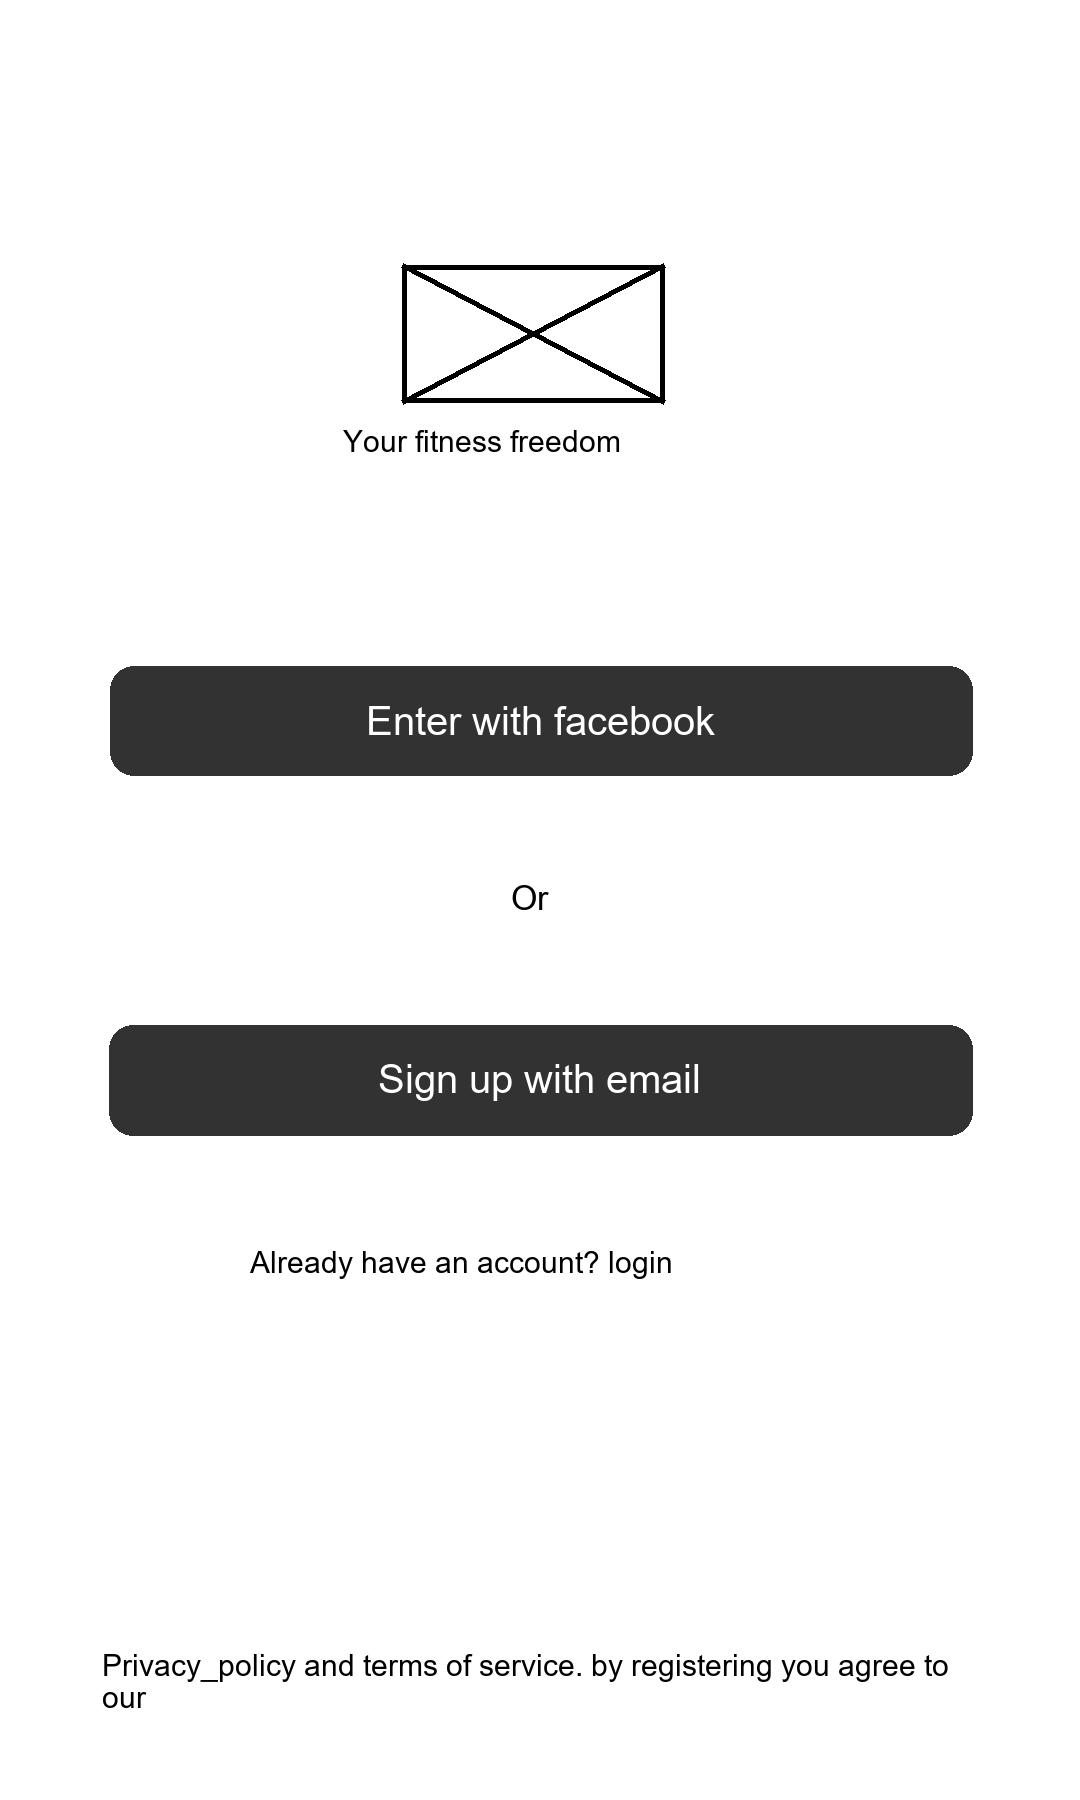 Your fitness freedom
Enter with facebook
Or
Sign up with email
Already have an account? login
Privacy_policy and terms of service. by registering you agree to
our